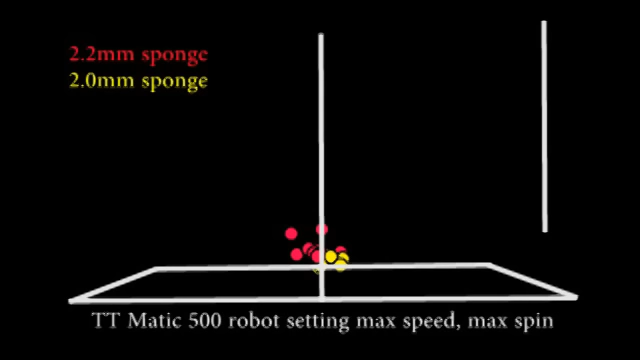 2.2mm sponge
2.0mm sponge
TT Matic 500 robot setting max speed, max spin